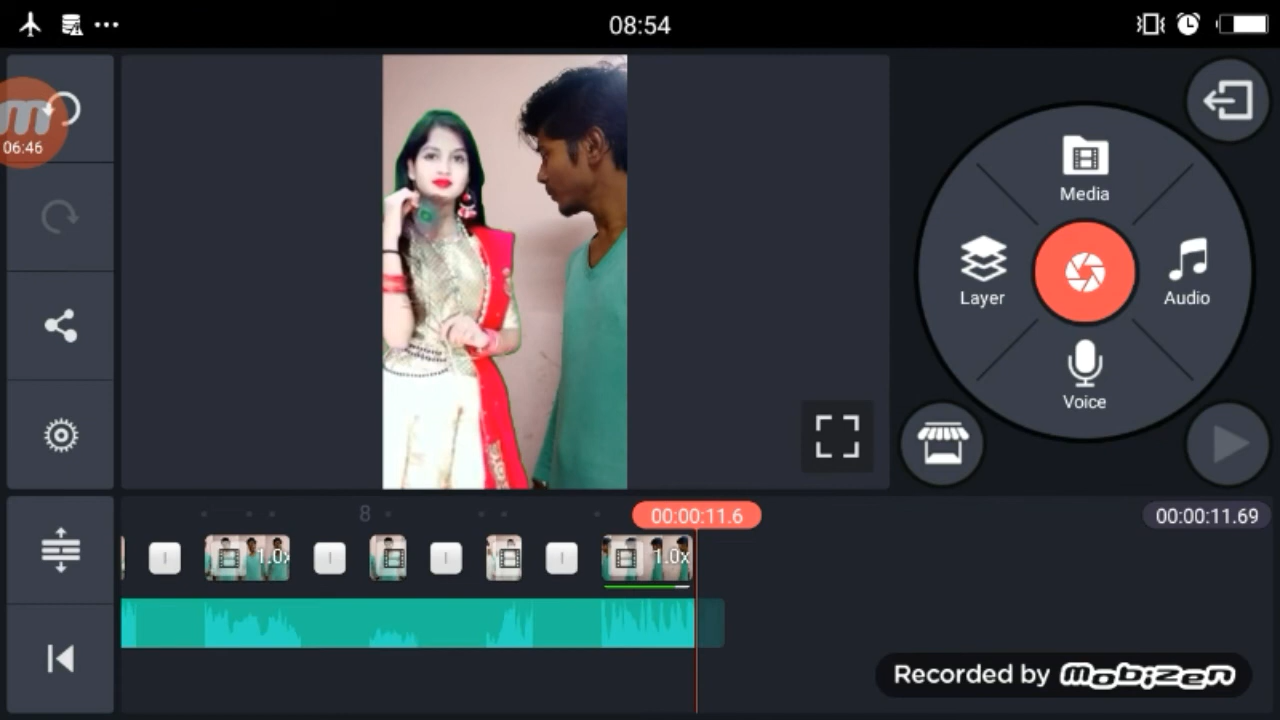 08:54
m
06:46
Media
Layer
Audio
Voice
8
00:00:11.6
00:00:11.69
1.0x
1.0x
Recorded by mobizen